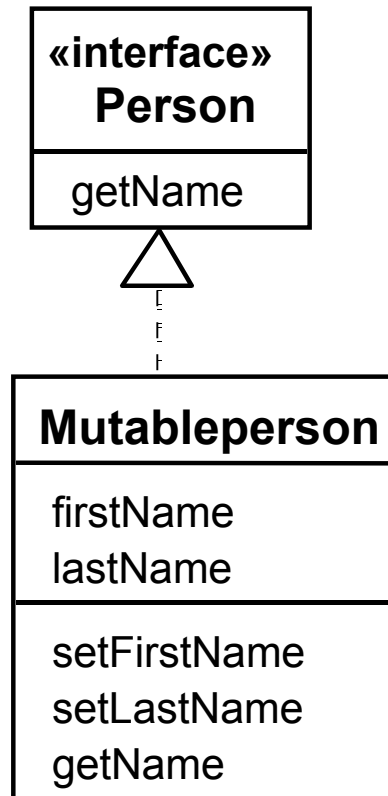 «interface»
Person
getName
Mutableperson
firstName
lastName
setFirstName
setLastName
getName